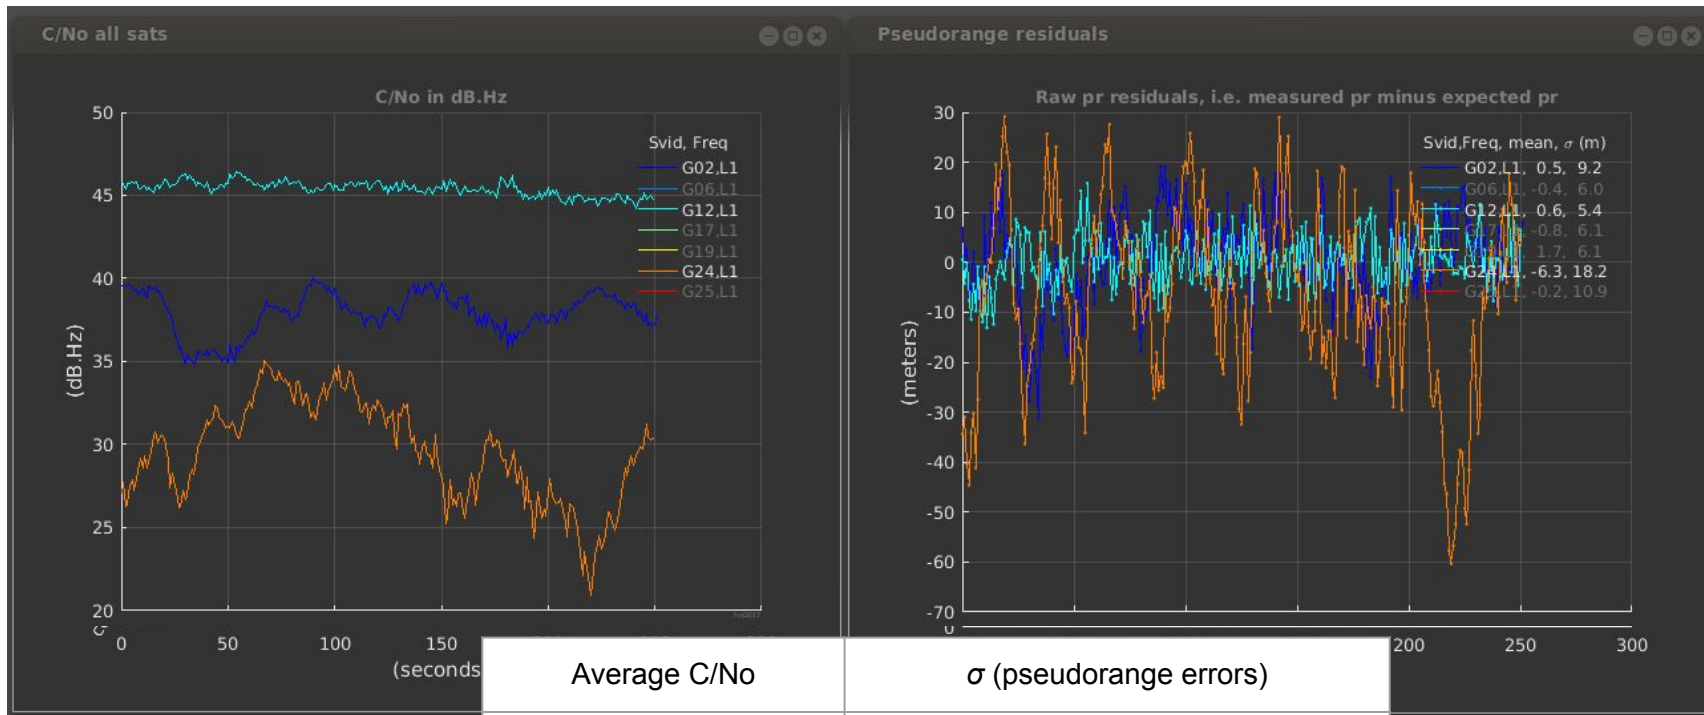 C/No all sats
C/No in dB.Hz
50
45
40
35
30
25
20
(dB.Hz)
Svid, Freq
G02,L1
G06,L1
G12,L1
G17,L1
G19,L1
G24,L1
G25,L1
0
50
100
150
(seconds
Pseudorange residuals
Raw pr residuals, i.e. measured pr minus expected pr
30
20
10
0
-10
-20
-30
-40
-50
-60
-70
(meters)
Svid,Freq, mean, σ (m)
G02,L1, 0.5, 9.2
G06,L1, -0.4, 6.0
G12,L1, 0.6, 5.4
G17,L1, -0.8, 6.1
1.7, 6.1
G24,L1, -6.3, 18.2
G25,L1, -0.2, 10.9
200
250
300
Average C/No
σ (pseudorange errors)